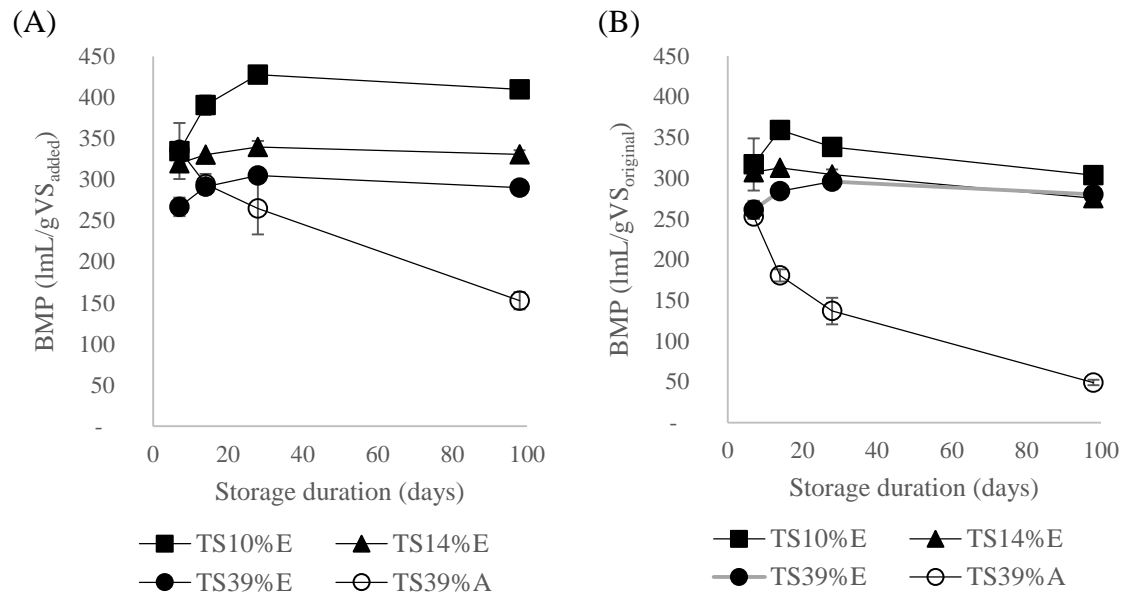 (A)
450
400
350
300
250
200
150
100
50
-
BMP (lmL/gVSadded)
0 20 40 60 80 100
Storage duration (days)
TS10%E TS14%E
TS39%E TS39%A
(B)
450
400
350
300
250
200
150
100
50
-
BMP (lmL/gVSoriginal)
0 20 40 60 80 100
Storage duration (days)
TS10%E TS14%E
TS39%E TS39%A